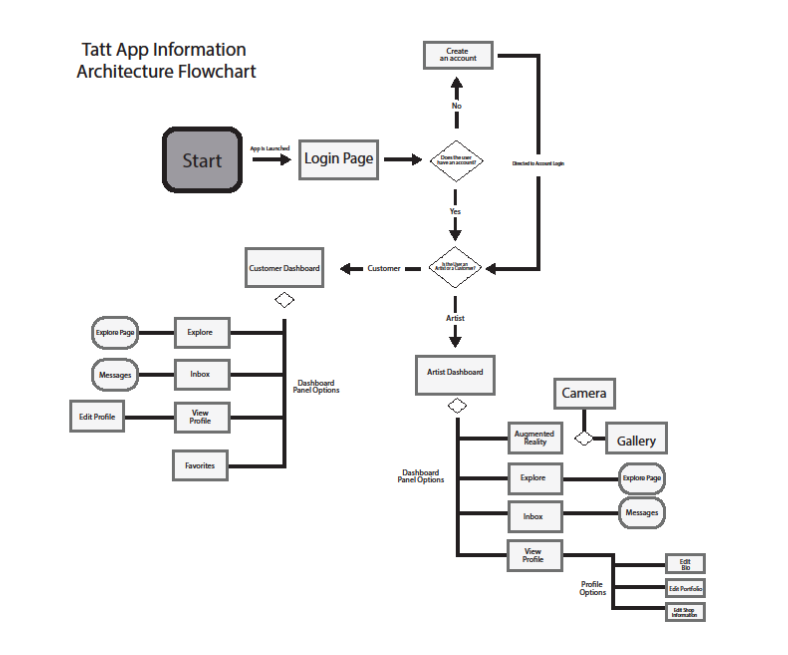 Tatt App Information
Architecture Flowchart
Create
an account
No
Start
App is Launched
Login Page
Does the user
have an account?
Directed to Account Login
Yes
Customer Dashboard
Customer
Is the User an
Artist or a Customer?
Artist
Explore Page
Explore
Messages
Inbox
Dashboard
Panel Options
Edit Profile
View
Profile
Favorites
Artist Dashboard
Camera
Gallery
Augmented
Reality
Dashboard
Panel Options
Explore
Explore Page
Inbox
Messages
View
Profile
Profile
Options
Edit
Bio
Edit Portfolio
Edit Shop
Information